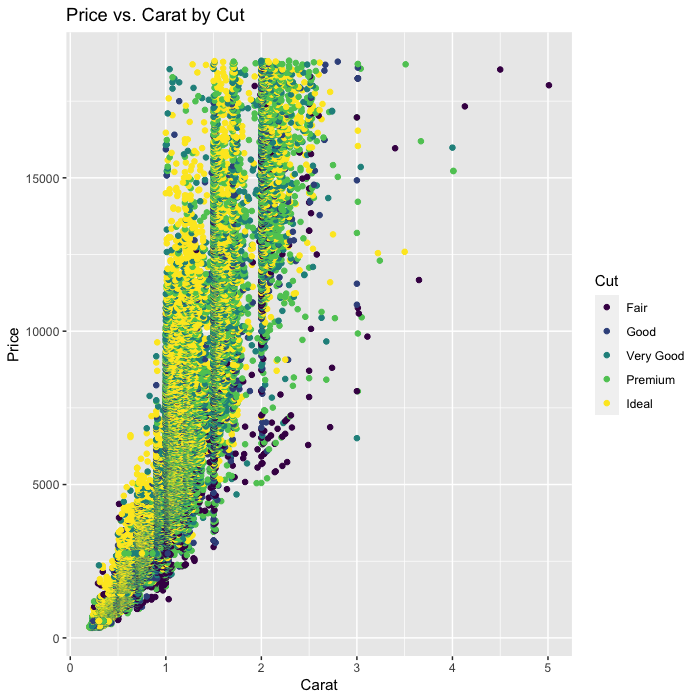 Price vs. Carat by Cut
15000
10000
5000
0
Price
0 1 2 3 4 5
Carat
Cut
Fair
Good
Very Good
Premium
Ideal